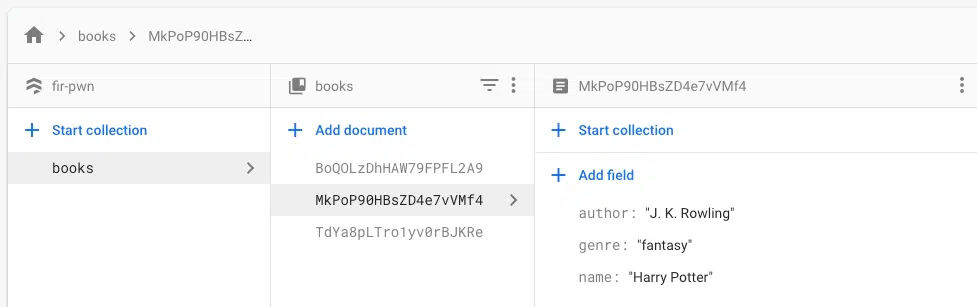 books MkPoP90HBsZ...
fir-pwn
Start collection
books
books
Add document
BoQOLzDhHAW79FPFL2A9
MkPoP90HBsZD4e7vVMf4
TdYa8pLTro1yv0rBJKRe
MkPoP90HBsZD4e7vVMf4
Start collection
Add field
author: "J. K. Rowling"
genre: "fantasy"
name: "Harry Potter"